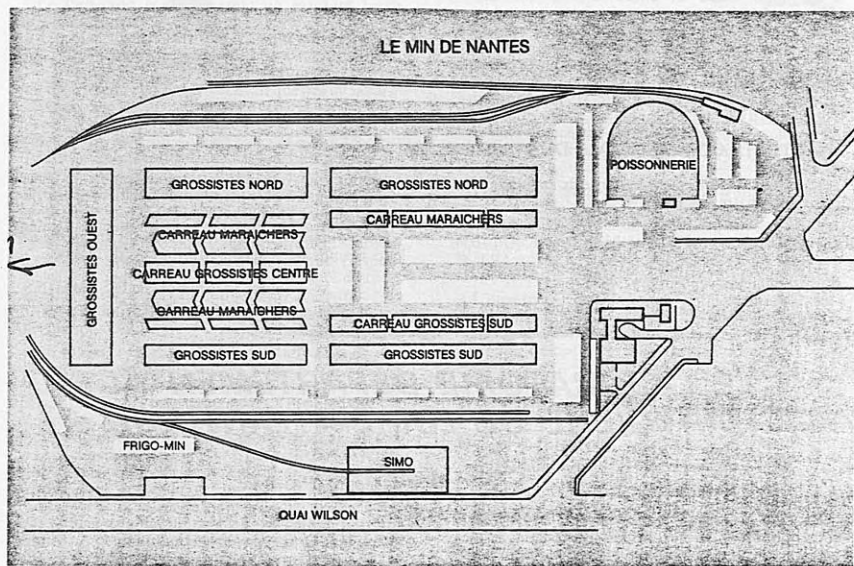 LE MIN DE NANTES
POISSONNERIE
GROSSISTES NORD
GROSSISTES NORD
CARREAU MARAICHERS
CARREAU MARAICHERS
GROSSISTES OUEST
CARREAU GROSSISTES CENTRE
CARREAU MARAICHERS
CARREAU GROSSISTES SUD
GROSSISTES SUD
GROSSISTES SUD
FRIGO-MIN
SIMO
QUAI WILSON